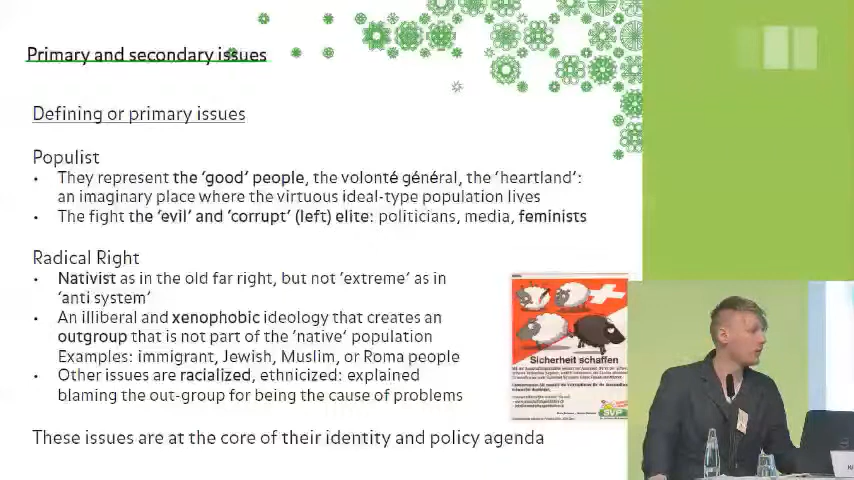 Primary and secondary issues
Defining or primary issues
Populist
• They represent the 'good' people, the volonté général, the 'heartland':
an imaginary place where the virtuous ideal-type population lives
• The fight the 'evil' and 'corrupt' (left) elite: politicians, media, feminists
Radical Right
• Nativist as in the old far right, but not 'extreme' as in
'anti system'
• An illiberal and xenophobic ideology that creates an
outgroup that is not part of the 'native' population
Examples: immigrant, Jewish, Muslim, or Roma people
• Other issues are racialized, ethnicized: explained
blaming the out-group for being the cause of problems
These issues are at the core of their identity and policy agenda
Sicherheit schaffen
SVP